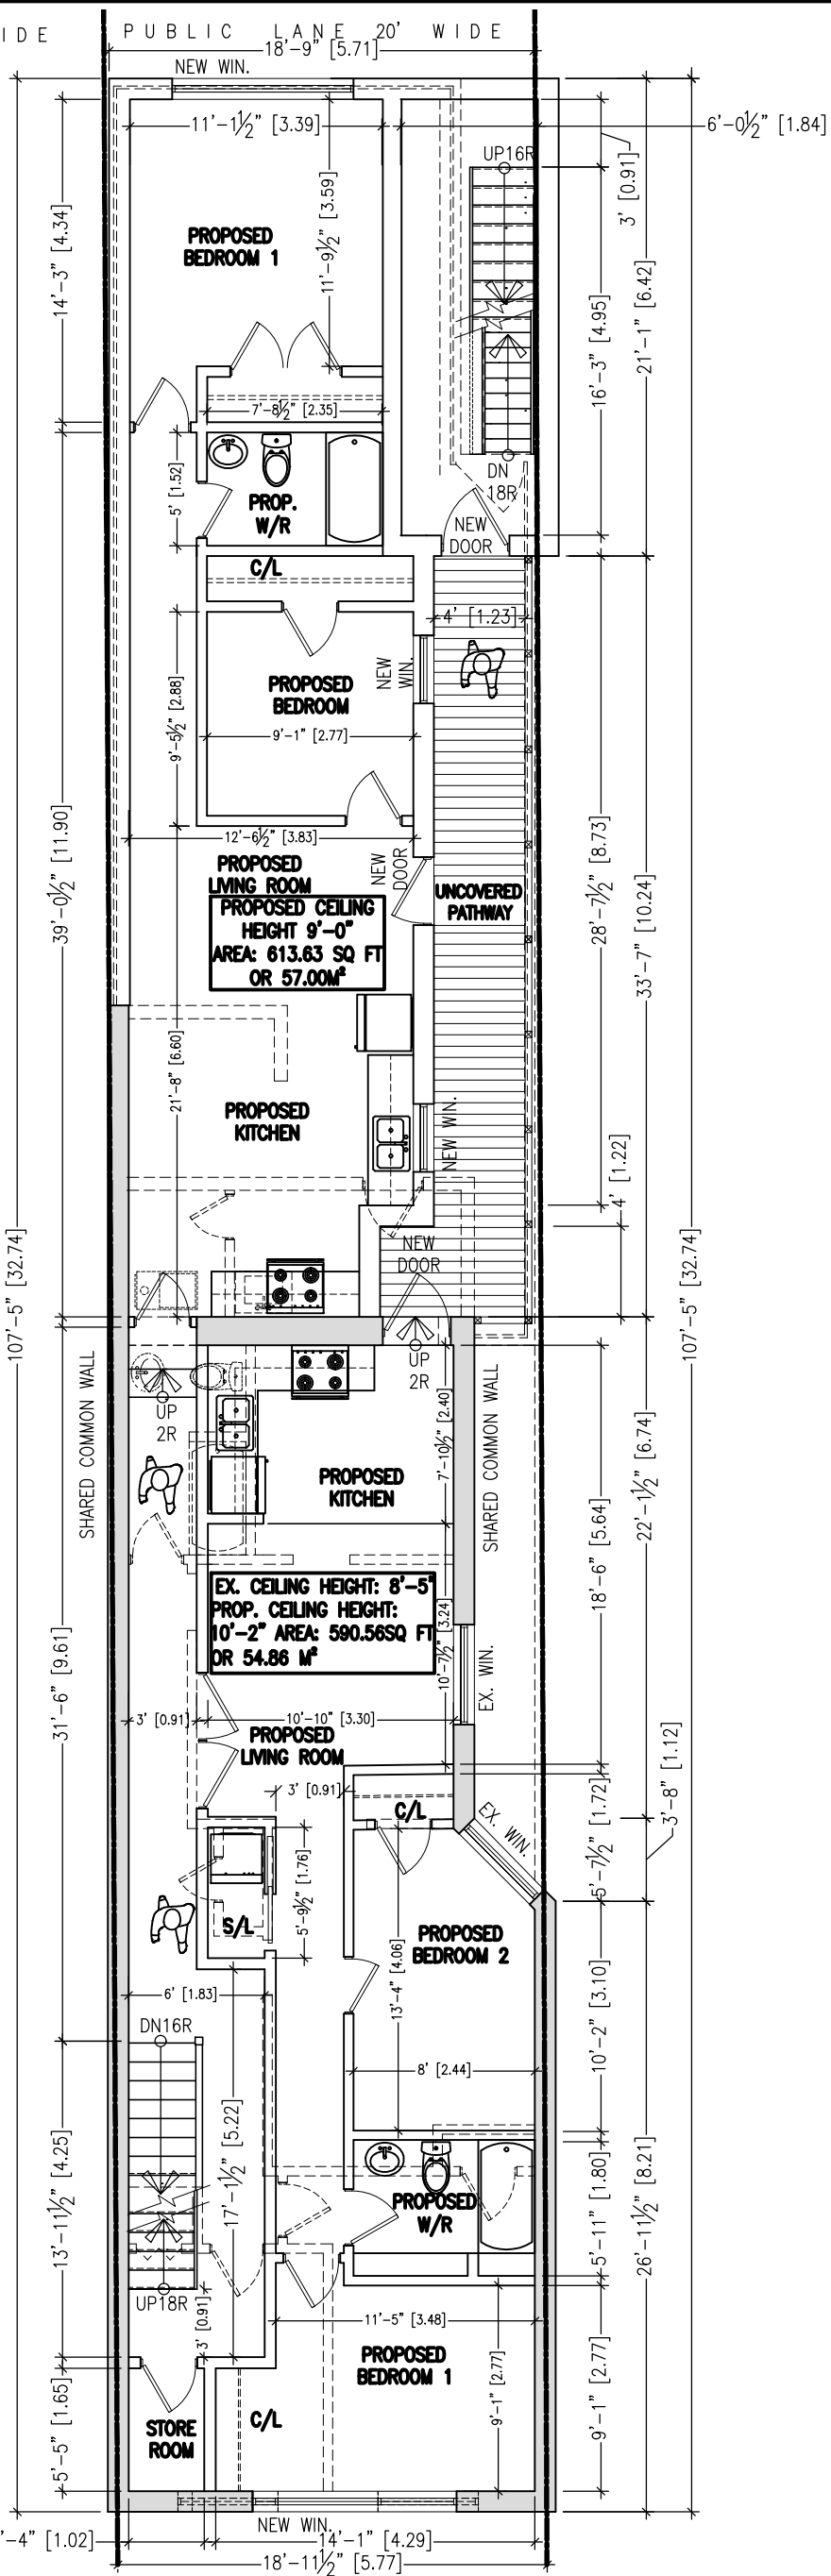 IDE
PUBLIC LANE 20' WIDE
18'-9" [5.71]
NEW WIN.
11'-1½" [3.39]
6'-0½" [1.84]
UP16R
3' [0.91]
11'-9½" [3.59]
14'-3" [4.34]
PROPOSED
BEDROOM 1
16'-3" [4.95]
21'-1" [6.42]
7'-8½" [2.35]
5' [1.52]
PROP.
W/R
DN
18R
NEW
DOOR
C/L
4' [1.23]
NEW
WIN.
PROPOSED
BEDROOM
9'-5½" [2.88]
9'-1" [2.77]
12'-6½" [3.83]
39'-0½" [11.90]
PROPOSED
LIVING ROOM
NEW
DOOR
UNCOVERED
PATHWAY
28'-7½" [8.73]
33'-7" [10.24]
PROPOSED CEILING
HEIGHT 9'-0"
AREA: 613.63 SQ FT
OR 57.00M²
21'-8" [6.60]
PROPOSED
KITCHEN
NEW WIN.
4' [1.22]
107'-5" [32.74]
107'-5" [32.74]
NEW
DOOR
UP
2R
UP
2R
SHARED COMMON WALL
SHARED COMMON WALL
7'-10½" [2.40]
PROPOSED
KITCHEN
22'-1½" [6.74]
18'-6" [5.64]
EX. CEILING HEIGHT: 8'-5"
PROP. CEILING HEIGHT:
10'-2" AREA: 590.56SQ FT
OR 54.86 M²
10'-7½" [3.24]
EX. WIN.
31'-6" [9.61]
3' [0.91]
10'-10" [3.30]
PROPOSED
LIVING ROOM
3' [0.91]
C/L
EX. WIN.
5'-7½" [1.72]
3'-8" [1.12]
5'-9½" [1.76]
S/L
PROPOSED
BEDROOM 2
13'-4" [4.06]
10'-2" [3.10]
6' [1.83]
DN16R
8' [2.44]
13'-11½" [4.25]
17'-1½" [5.22]
PROPOSED
W/R
5'-11" [1.80]
26'-11½" [8.21]
UP18R
3' [0.91]
11'-5" [3.48]
PROPOSED
BEDROOM 1
9'-1" [2.77]
9'-1" [2.77]
5'-5" [1.65]
STORE
ROOM
C/L
NEW WIN.
'-4" [1.02]
14'-1" [4.29]
18'-11½" [5.77]